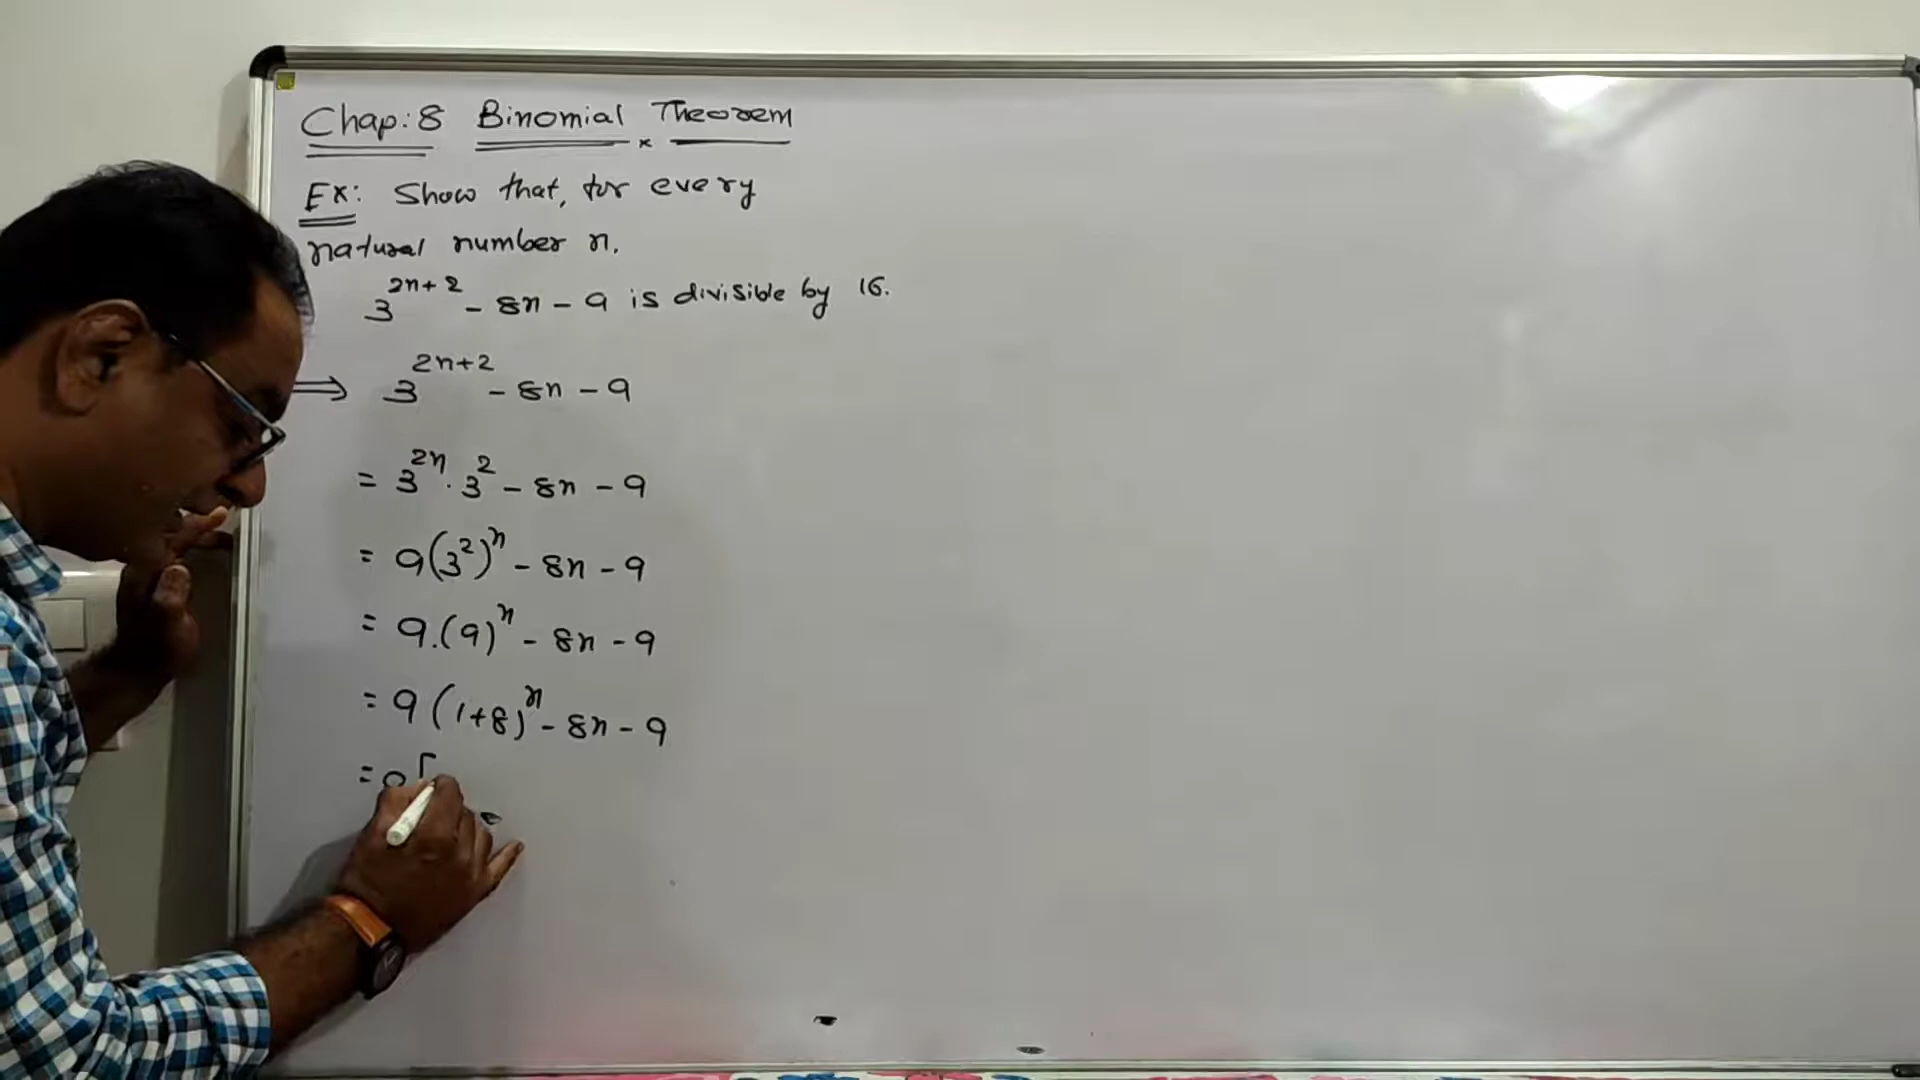 Chap: 8 Binomial Theorem
Ex: Show that, for every
natural number n.
3^{2n+2} - 8n - 9 is divisible by 16.
⟹ 3^{2n+2} - 8n - 9
= 3^{2n} · 3^2 - 8n - 9
= 9(3^2)^n - 8n - 9
= 9.(9)^n - 8n - 9
= 9 (1+8)^n - 8n - 9
= 9 [